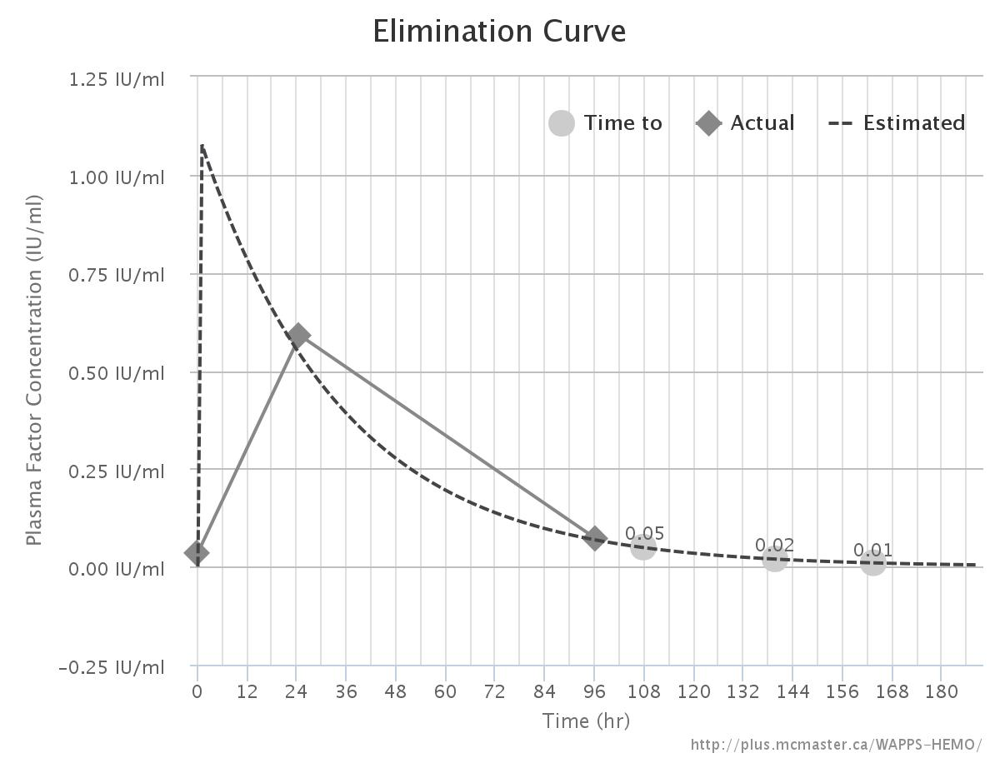 Elimination Curve
1.25 IU/ml
Time to
Actual
Estimated
1.00 IU/ml
0.75 IU/ml
0.50 IU/ml
0.25 IU/ml
0.00 IU/ml
-0.25 IU/ml
Plasma Factor Concentration (IU/ml)
0.05
0.02
0.01
0 12 24 36 48 60 72 84 96 108 120 132 144 156 168 180
Time (hr)
http://plus.mcmaster.ca/WAPPS-HEMO/